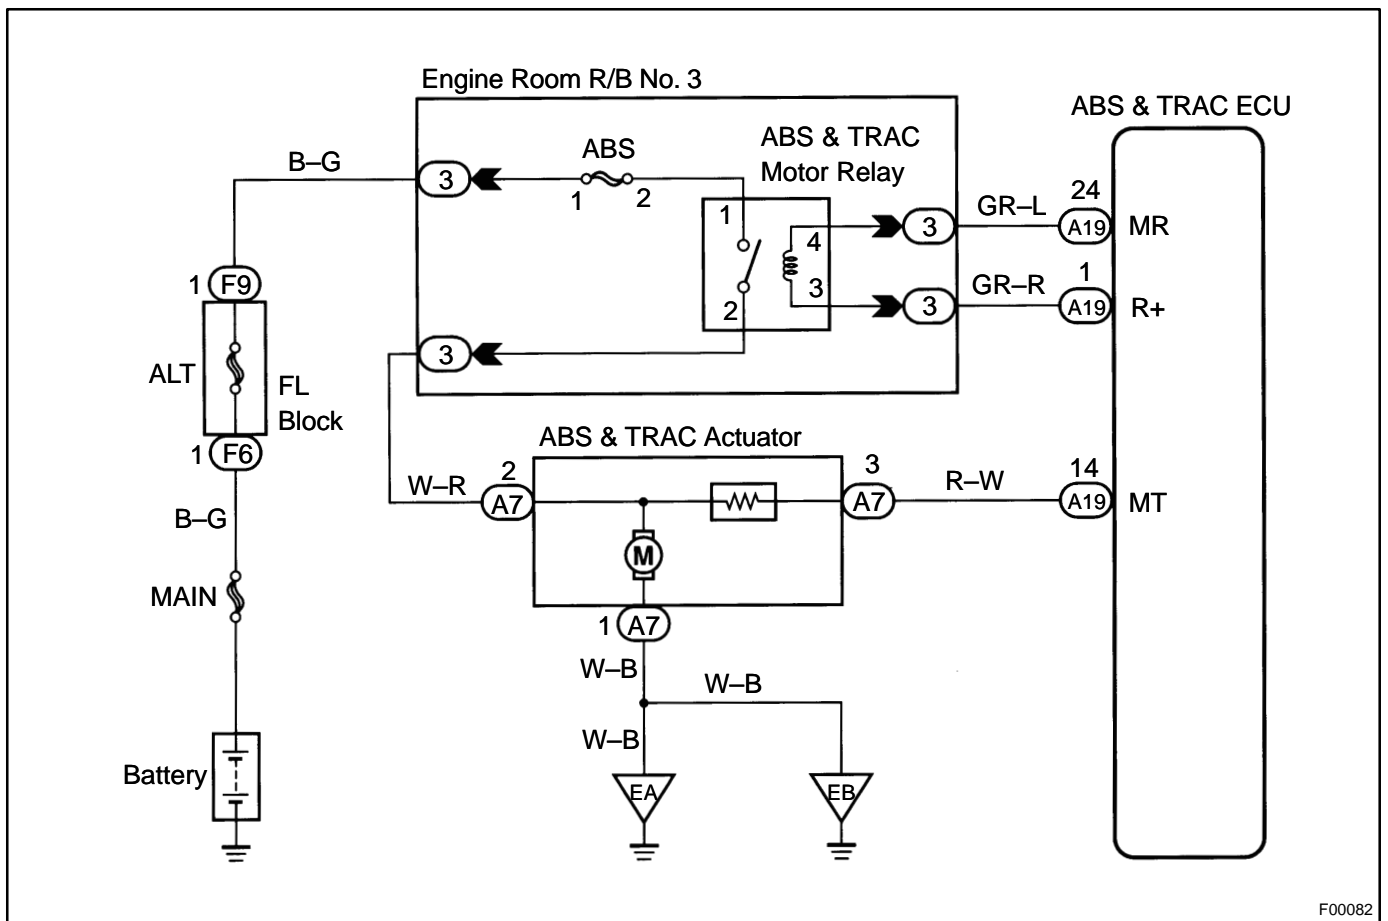 Engine Room R/B No. 3
ABS & TRAC ECU
B–G
3
ABS
1
2
ABS & TRAC
Motor Relay
1
2
4
3
3
3
GR–L
24
A19
MR
GR–R
1
A19
R+
1
F9
ALT
FL
Block
1
F6
3
B–G
MAIN
Battery
W–R
ABS & TRAC Actuator
2
A7
M
3
A7
R–W
14
A19
MT
1
A7
W–B
W–B
W–B
EA
EB
F00082